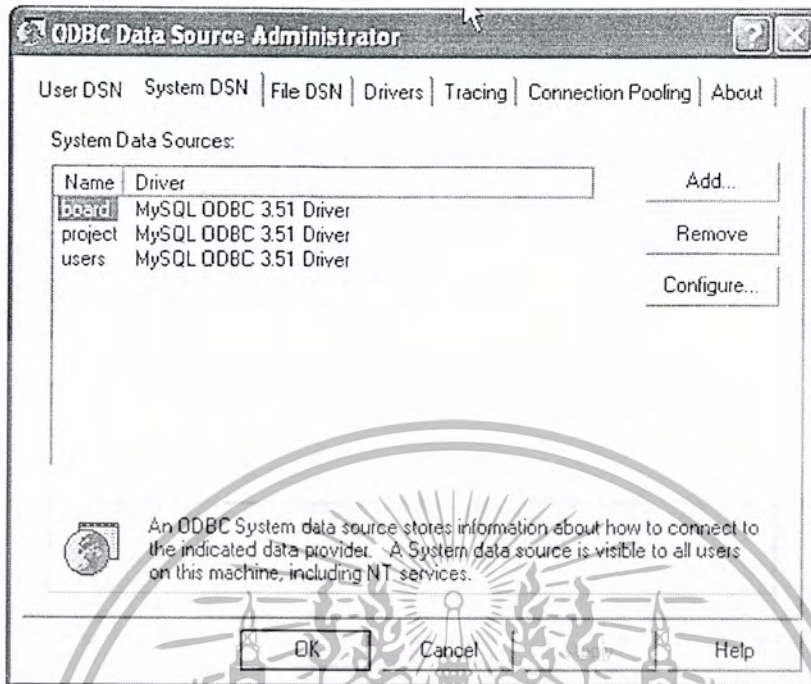 ODBC Data Source Administrator
User DSN System DSN File DSN Drivers Tracing Connection Pooling About
System Data Sources:
Name Driver
board MySQL ODBC 3.51 Driver
project MySQL ODBC 3.51 Driver
users MySQL ODBC 3.51 Driver
Add...
Remove
Configure...
An ODBC System data source stores information about how to connect to
the indicated data provider. A System data source is visible to all users
on this machine, including NT services.
OK Cancel Help